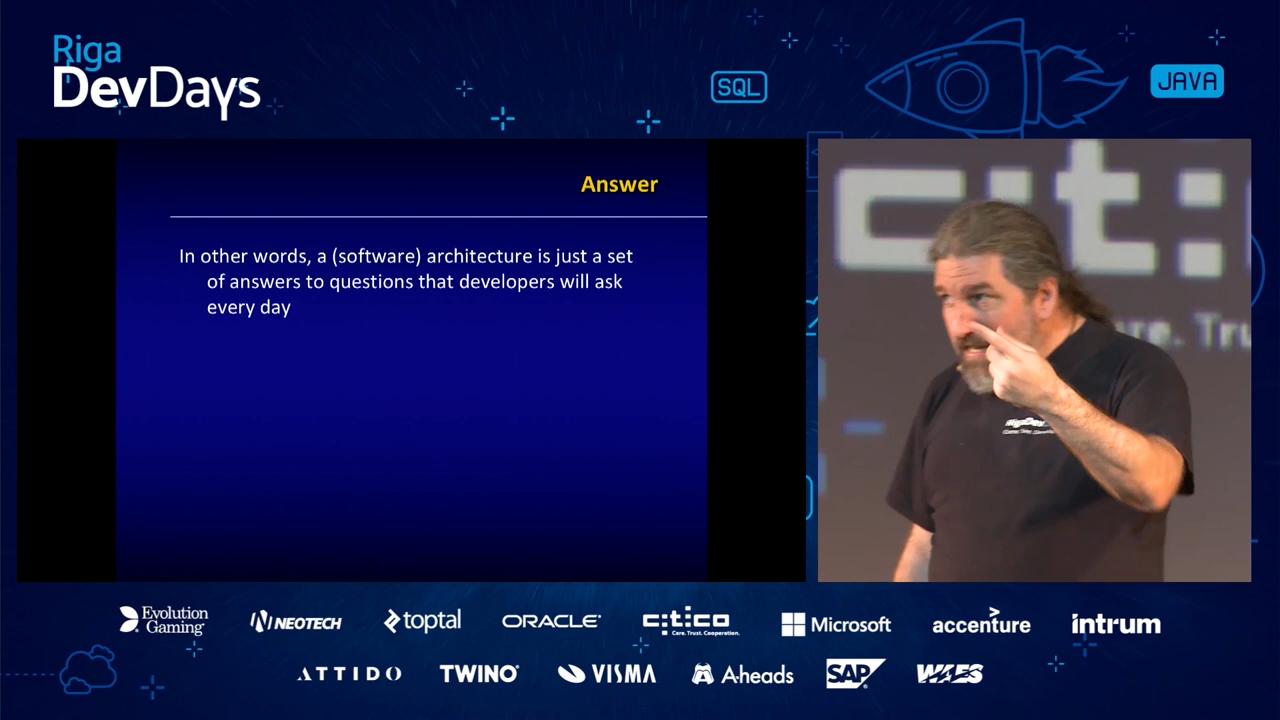 Riga
DevDays
SQL
JAVA
Answer
In other words, a (software) architecture is just a set
of answers to questions that developers will ask
every day
Evolution
Gaming
NEOTECH
toptal
ORACLE
c:t:co
Care. Trust. Cooperation.
Microsoft
accenture
intrum
ATTIDO
TWINO
VISMA
A-heads
SAP
WAES